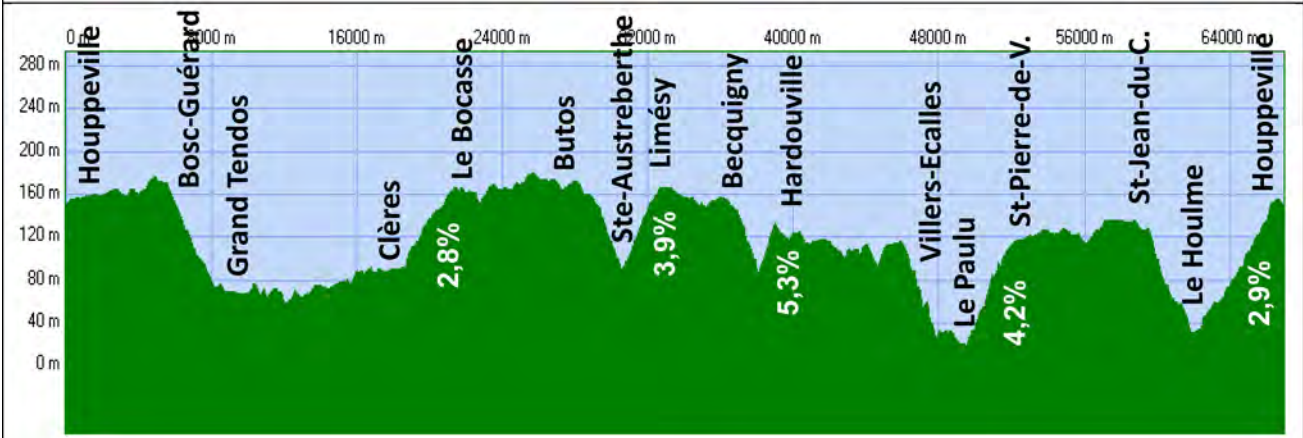 0 m
8000 m
16000 m
24000 m
32000 m
40000 m
48000 m
56000 m
64000 m
280 m
240 m
200 m
160 m
120 m
80 m
40 m
0 m
Houppeville
Bosc-Guérard
Grand Tendos
Clères
Le Bocasse
2,8%
Butos
Ste-Austreberthe
Limésy
3,9%
Becquigny
Hardouville
5,3%
Villers-Ecalles
Le Paulu
St-Pierre-de-V.
4,2%
St-Jean-du-C.
Le Houlme
Houppeville
2,9%